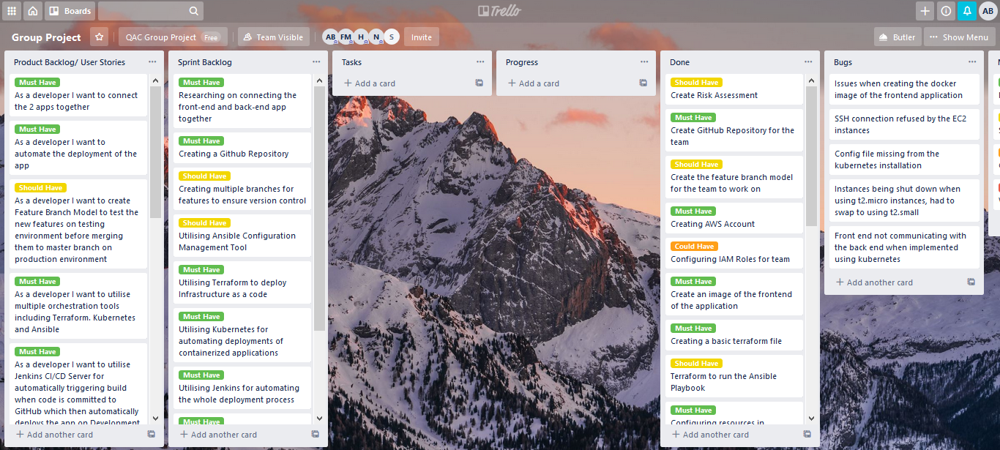 Boards
Trello
AB
Group Project
QAC Group Project Free
Team Visible
AB FM H N S
Invite
Butler
Show Menu
Product Backlog/ User Stories
Must Have
As a developer I want to connect
the 2 apps together
Must Have
As a developer I want to
automate the deployment of the
app
Should Have
As a developer I want to create
Feature Branch Model to test the
new features on testing
environment before merging
them to master branch on
production environment
Must Have
As a developer I want to utilise
multiple orchestration tools
including Terraform. Kubernetes
and Ansible
Must Have
As a developer I want to utilise
Jenkins CI/CD Server for
automatically triggering build
when code is committed to
GitHub which then automatically
deploys the app on Development
+ Add another card
Sprint Backlog
Must Have
Researching on connecting the
front-end and back-end app
together
Must Have
Creating a Github Repository
Should Have
Creating multiple branches for
features to ensure version control
Should Have
Utilising Ansible Configuration
Management Tool
Must Have
Utilising Terraform to deploy
Infrastructure as a code
Must Have
Utilising Kubernetes for
automating deployments of
containerized applications
Must Have
Utilising Jenkins for automating
the whole deployment process
Must Have
+ Add another card
Tasks
+ Add a card
Progress
+ Add a card
Done
Should Have
Create Risk Assessment
Must Have
Create GitHub Repository for the
team
Should Have
Create the feature branch model
for the team to work on
Must Have
Creating AWS Account
Could Have
Configuring IAM Roles for team
Must Have
Create an image of the frontend
of the application
Must Have
Creating a basic terraform file
Should Have
Terraform to run the Ansible
Playbook
Must Have
Configuring resources in
+ Add another card
Bugs
Issues when creating the docker
image of the frontend application
SSH connection refused by the EC2
instances
Config file missing from the
kubernetes installation
Instances being shut down when
using t2.micro instances, had to
swap to using t2.small
Front end not communicating with
the back end when implemented
using kubernetes
+ Add another card